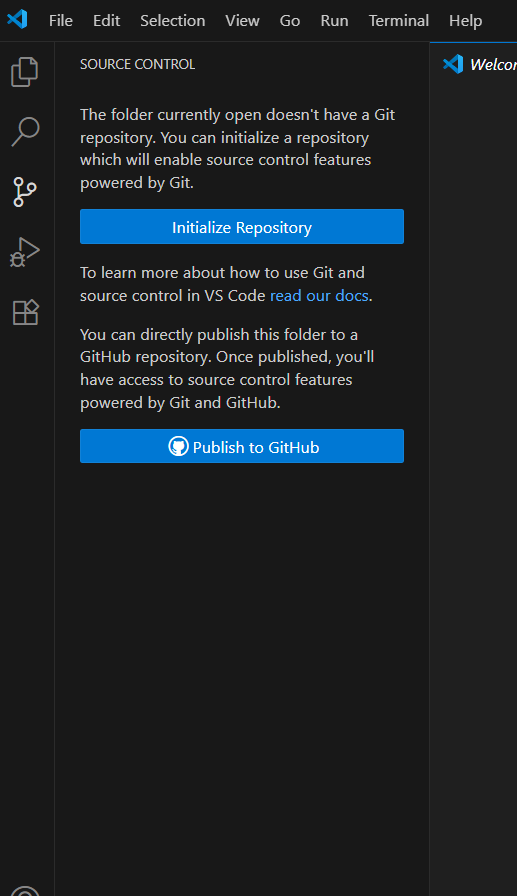 File Edit Selection View Go Run Terminal Help
SOURCE CONTROL
The folder currently open doesn't have a Git
repository. You can initialize a repository
which will enable source control features
powered by Git.
Initialize Repository
To learn more about how to use Git and
source control in VS Code read our docs.
You can directly publish this folder to a
GitHub repository. Once published, you'll
have access to source control features
powered by Git and GitHub.
Publish to GitHub
Welcom